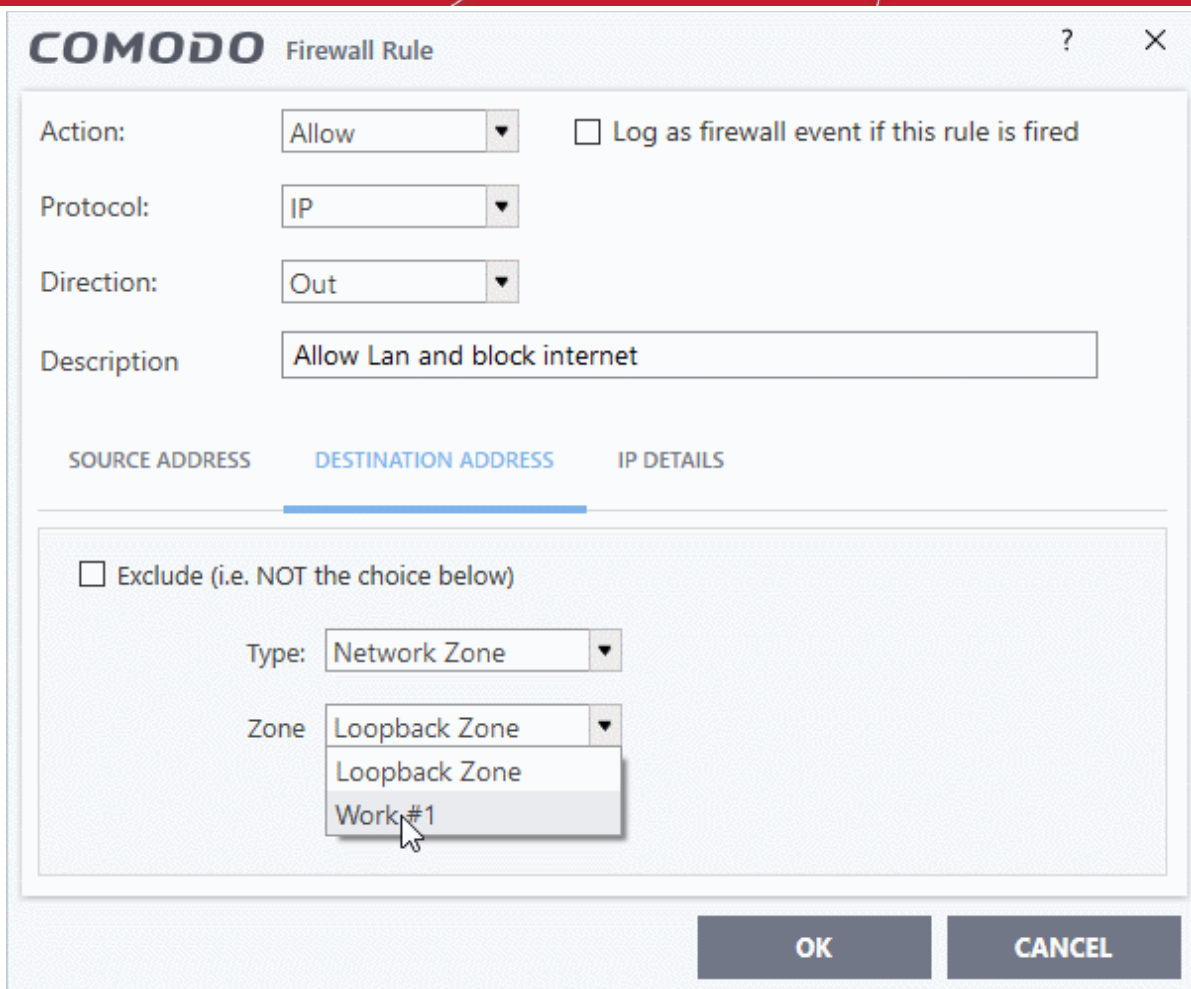 COMODO Firewall Rule ?
Action: Allow Log as firewall event if this rule is fired
Protocol: IP
Direction: Out
Description Allow Lan and block internet
SOURCE ADDRESS DESTINATION ADDRESS IP DETAILS
Exclude (i.e. NOT the choice below)
Type: Network Zone
Zone Loopback Zone
Loopback Zone
Work #1
OK CANCEL